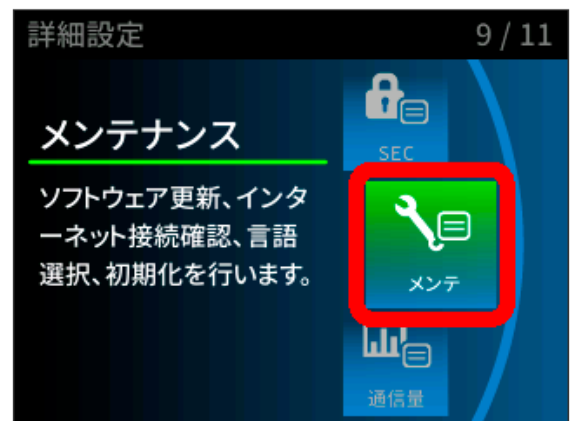 詳細設定 9 / 11
メンテナンス
ソフトウェア更新、インタ
ーネット接続確認、言語
選択、初期化を行います。
SEC
メンテ
通信量